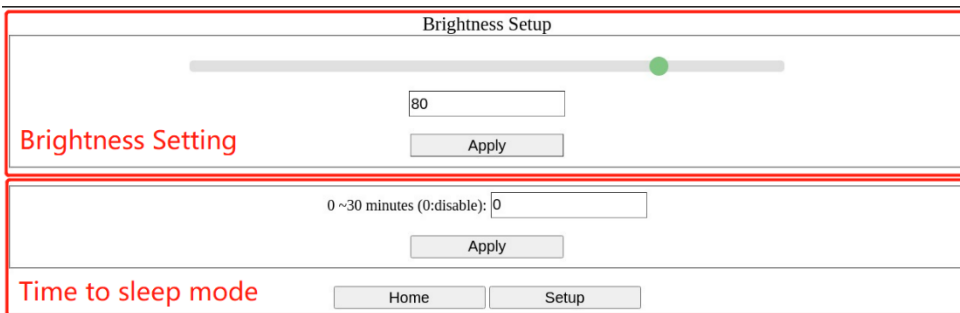 Brightness Setup
80
Brightness Setting
Apply
0 ~30 minutes (0:disable): 0
Apply
Time to sleep mode
Home Setup